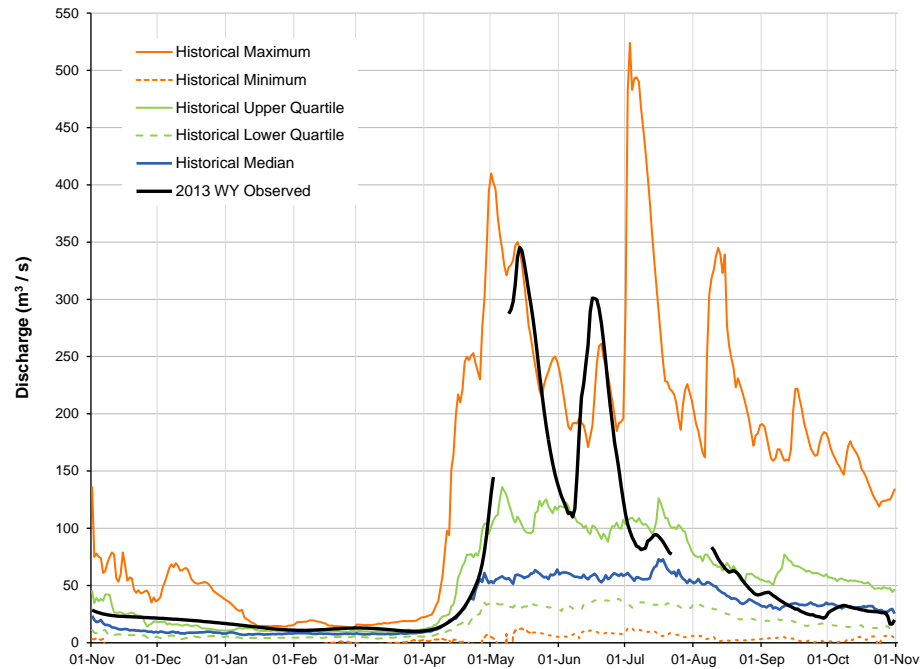 550
500
450
400
350
300
250
200
150
100
50
0
Discharge (m³ / s)
Historical Maximum
Historical Minimum
Historical Upper Quartile
Historical Lower Quartile
Historical Median
2013 WY Observed
01-Nov 01-Dec 01-Jan 01-Feb 01-Mar 01-Apr 01-May 01-Jun 01-Jul 01-Aug 01-Sep 01-Oct 01-Nov